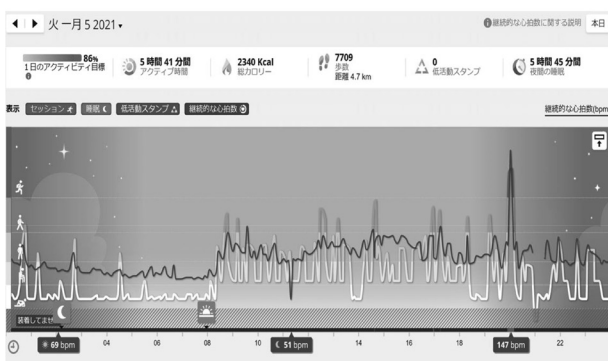 火 一月 5 2021
継続的な心拍数に関する説明 本日
86%
1日のアクティビティ目標
5 時間 41 分間
アクティブ時間
2340 Kcal
総カロリー
7709
歩数
距離 4.7 km
0
低活動スタンプ
5 時間 45 分間
夜間の睡眠
表示 セッション 睡眠 低活動スタンプ 継続的な心拍数
継続的な心拍数(bpm
装着してませ
69 bpm 04 06 08 10 51 bpm 12 14 16 18 147 bpm 22